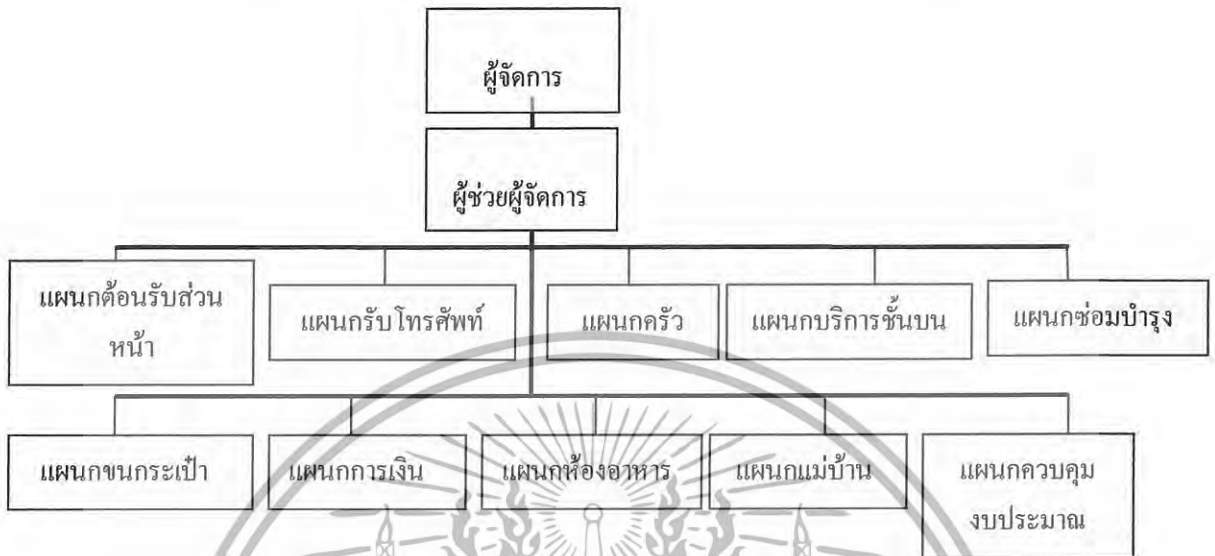 ผู้จัดการ
ผู้ช่วยผู้จัดการ
แผนกต้อนรับส่วน
หน้า
แผนกรับโทรศัพท์
แผนกครัว
แผนกบริการชั้นบน
แผนกซ่อมบำรุง
แผนกขนกระเป๋า
แผนกการเงิน
แผนกห้องอาหาร
แผนกแม่บ้าน
แผนกควบคุม
งบประมาณ